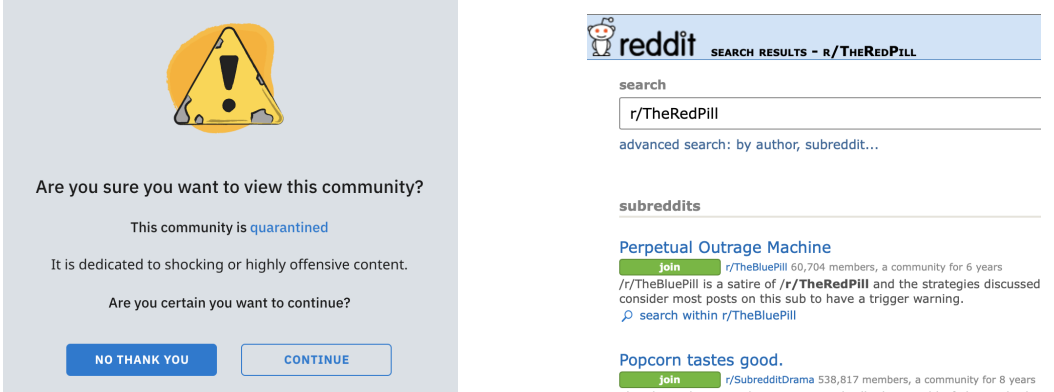 Are you sure you want to view this community?
This community is quarantined
It is dedicated to shocking or highly offensive content.
Are you certain you want to continue?
NO THANK YOU
CONTINUE
reddit SEARCH RESULTS - R/THEREDPILL
search
r/TheRedPill
advanced search: by author, subreddit...
subreddits
Perpetual Outrage Machine
join r/TheBluePill 60,704 members, a community for 6 years
/r/TheBluePill is a satire of /r/TheRedPill and the strategies discussed
consider most posts on this sub to have a trigger warning.
search within r/TheBluePill
Popcorn tastes good.
join r/SubredditDrama 538,817 members, a community for 8 years